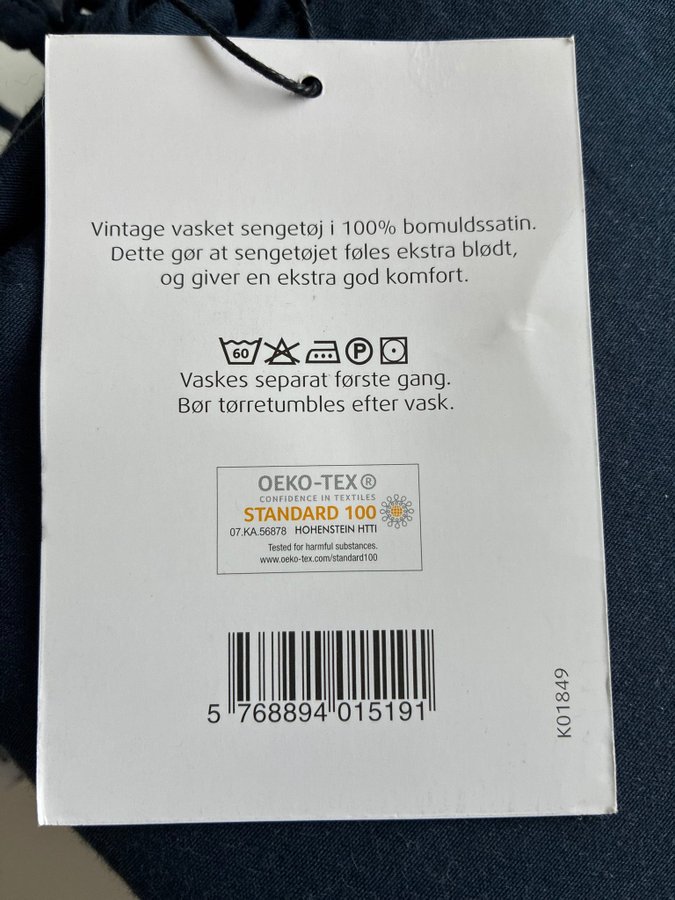 Vintage vasket sengetøj i 100% bomuldssatin.
Dette gør at sengetøjet føles ekstra blødt,
og giver en ekstra god komfort.
60 P
Vaskes separat første gang.
Bør tørretumbles efter vask.
OEKO-TEX®
CONFIDENCE IN TEXTILES
STANDARD 100
07.KA.56878 HOHENSTEIN HTTI
Tested for harmful substances.
www.oeko-tex.com/standard100
5 768894 015191
K01849